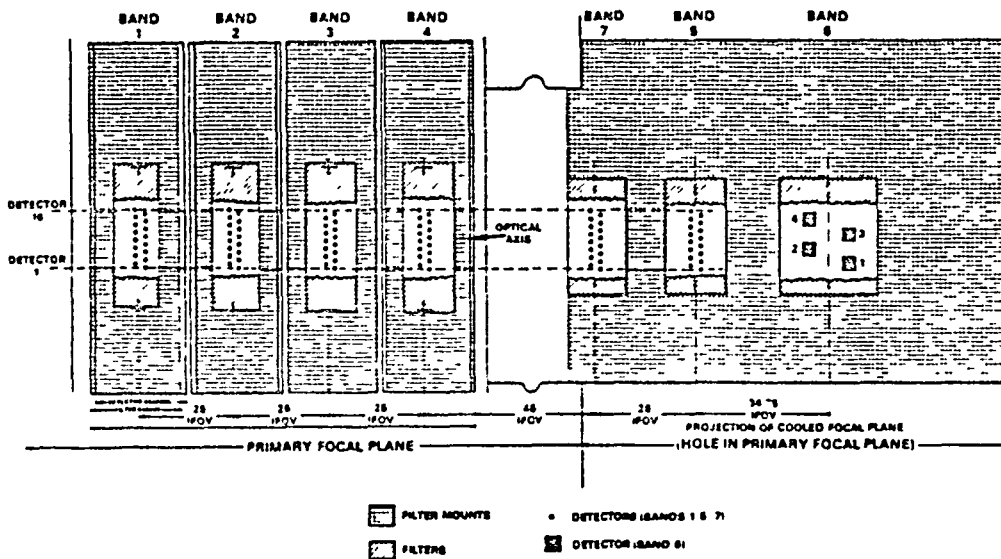 BAND 1
BAND 2
BAND 3
BAND 4
BAND 7
BAND 5
BAND 6
DETECTOR 16
DETECTOR 1
OPTICAL AXIS
4
2
3
1
25 IFOV
25 IFOV
25 IFOV
45 IFOV
IFOV
IFOV
PROJECTION OF COOLED FOCAL PLANE
PRIMARY FOCAL PLANE
(HOLE IN PRIMARY FOCAL PLANE)
FILTER MOUNTS
DETECTORS (BANDS 1 5 7)
FILTERS
DETECTOR (BAND 6)